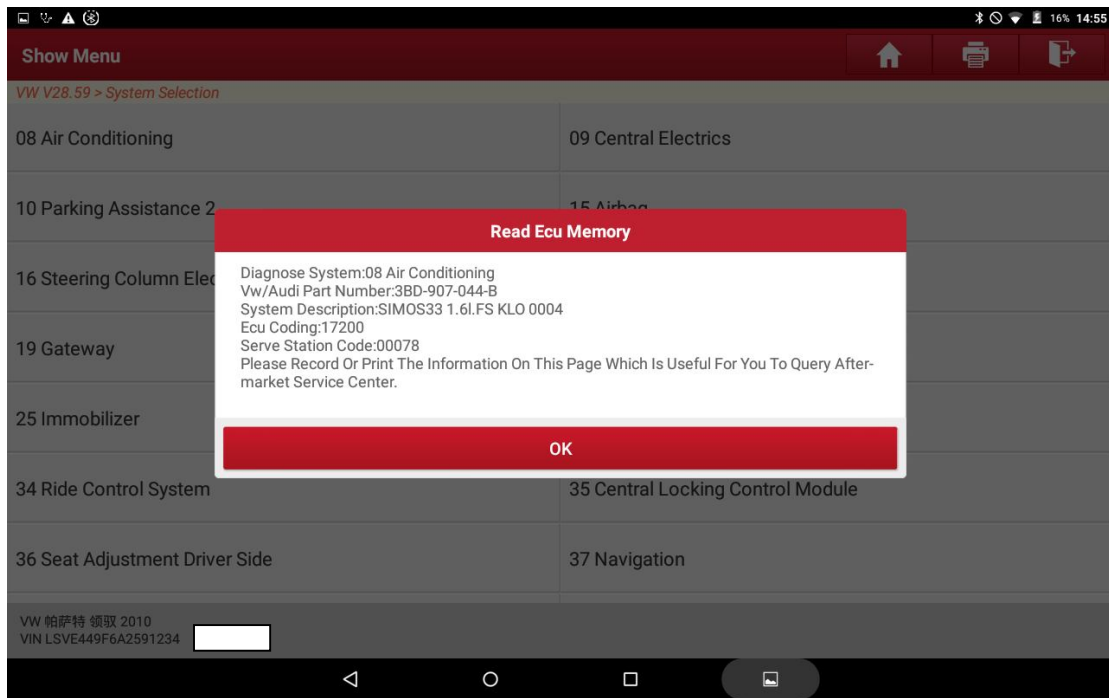 16% 14:55
Show Menu
VW V28.59 > System Selection
08 Air Conditioning
09 Central Electrics
10 Parking Assistance 2
15 Airbag
Read Ecu Memory
16 Steering Column Elec
Diagnose System:08 Air Conditioning
Vw/Audi Part Number:3BD-907-044-B
System Description:SIMOS33 1.6l.FS KLO 0004
Ecu Coding:17200
Serve Station Code:00078
Please Record Or Print The Information On This Page Which Is Useful For You To Query After-
market Service Center.
19 Gateway
25 Immobilizer
OK
34 Ride Control System
35 Central Locking Control Module
36 Seat Adjustment Driver Side
37 Navigation
VW 帕萨特 领驭 2010
VIN LSVE449F6A2591234